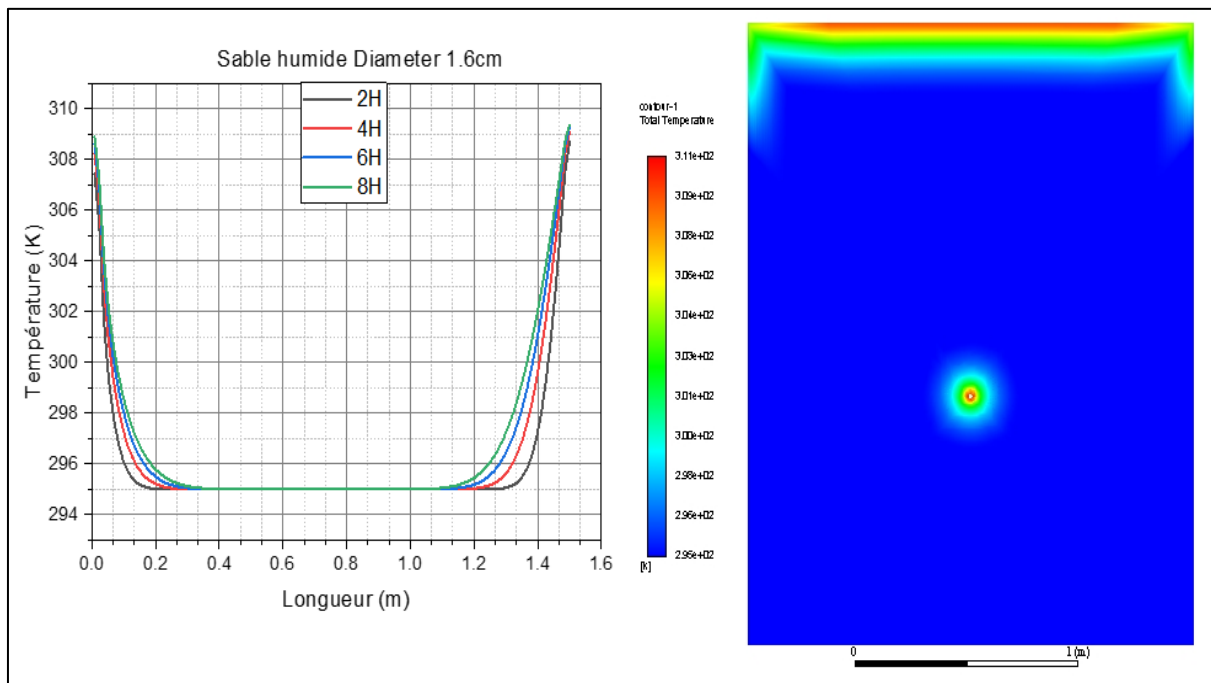 Sable humide Diameter 1.6cm
2H
4H
6H
8H
310
308
306
304
302
300
298
296
294
Température (K)
0.0
0.2
0.4
0.6
0.8
1.0
1.2
1.4
1.6
Longueur (m)
contour-1
Total Temperature
3.11e+02
3.09e+02
3.08e+02
3.06e+02
3.04e+02
3.03e+02
3.01e+02
3.00e+02
2.98e+02
2.96e+02
2.95e+02
[k]
0
1 (m)